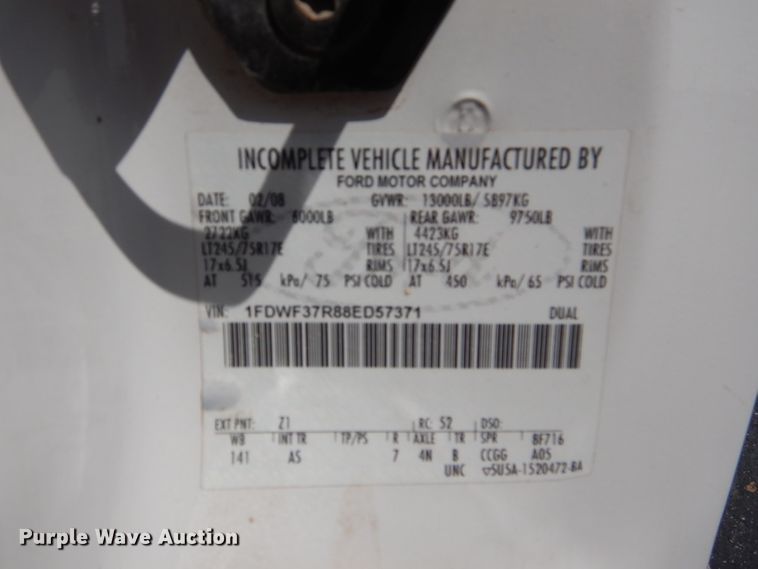 INCOMPLETE VEHICLE MANUFACTURED BY
FORD MOTOR COMPANY
DATE: 02/08 GVWR: 13000LB/ 5897KG
FRONT GAWR: 6000LB REAR GAWR: 9750LB
2722KG WITH 4423KG WITH
LT245/75R17E TIRES LT245/75R17E TIRES
17x6.5J RIMS 17x6.5J RIMS
AT 515 kPa/ 75 PSI COLD AT 450 kPa/ 65 PSI COLD
VIN: 1FDWF37R88ED57371 DUAL
EXT PNT: Z1 RC: 52 DSO:
WB INT TR TP/PS R AXLE TR SPR 8F716
141 AS 7 4N B CCGG A05
UNC 5U5A-1520472-BA
Purple Wave Auction